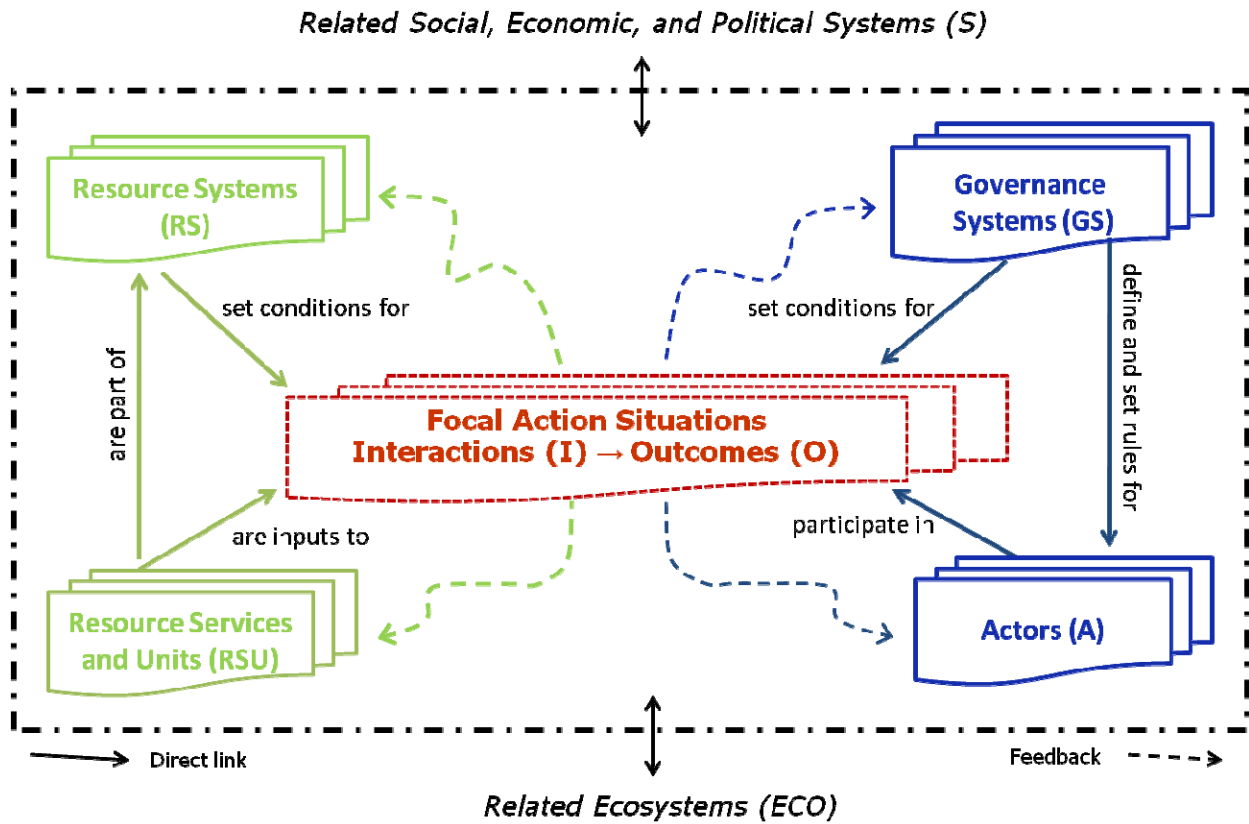 Related Social, Economic, and Political Systems (S)
Resource Systems
(RS)
Governance
Systems (GS)
set conditions for
set conditions for
are part of
define and set rules for
Focal Action Situations
Interactions (I) → Outcomes (O)
are inputs to
participate in
Resource Services
and Units (RSU)
Actors (A)
Direct link
Feedback
Related Ecosystems (ECO)